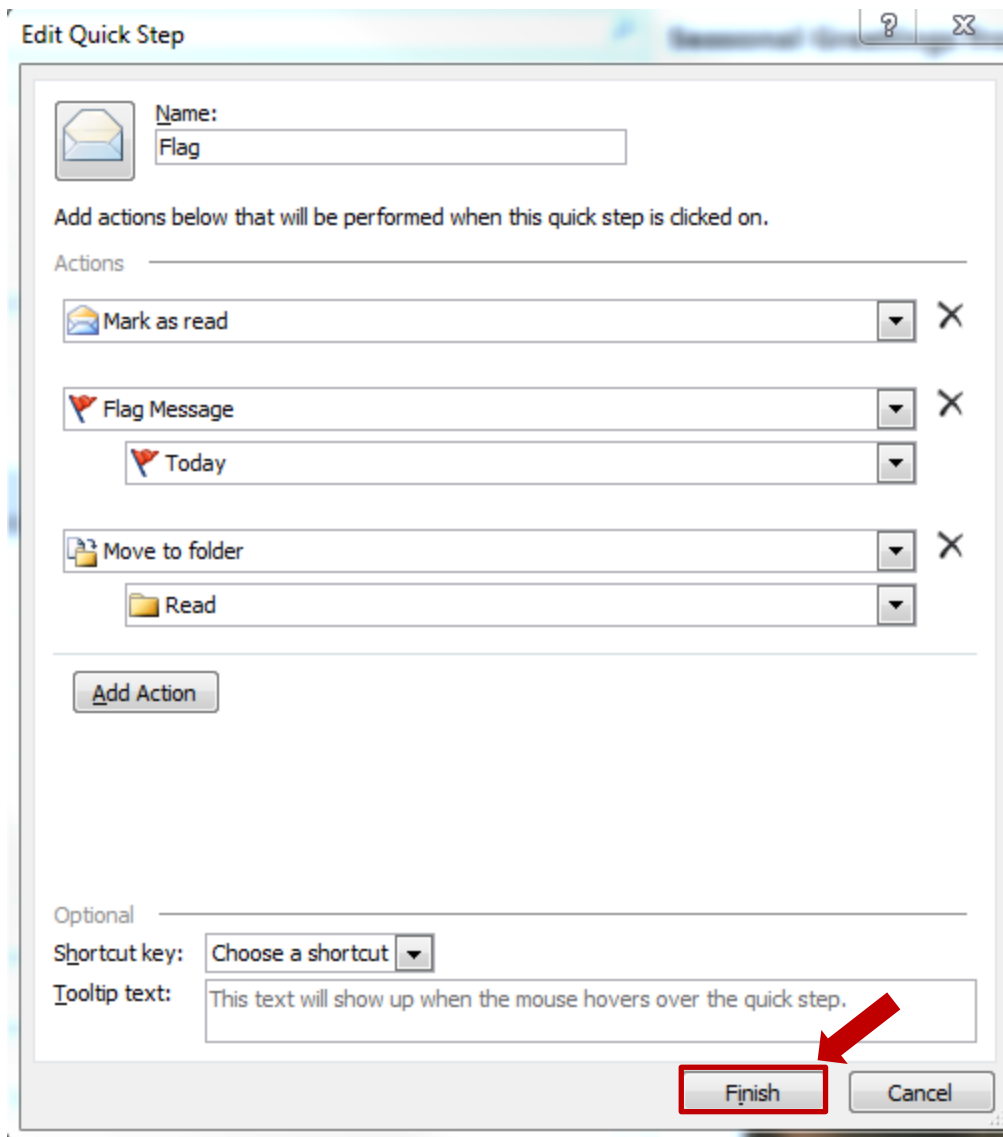 Edit Quick Step
Seasonal Greetings
Name:
Flag
Add actions below that will be performed when this quick step is clicked on.
Actions
Mark as read
Flag Message
Today
Move to folder
Read
Add Action
Optional
Shortcut key: Choose a shortcut
Tooltip text: This text will show up when the mouse hovers over the quick step.
Finish Cancel